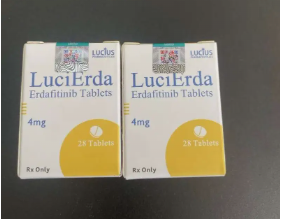 LUCIUS
LuciErda
Erdafitinib Tablets
4mg
28 Tablets
Rx Only
LUCIUS
LuciErda
Erdafitinib Tablets
4mg
28 Tablets
Rx Only